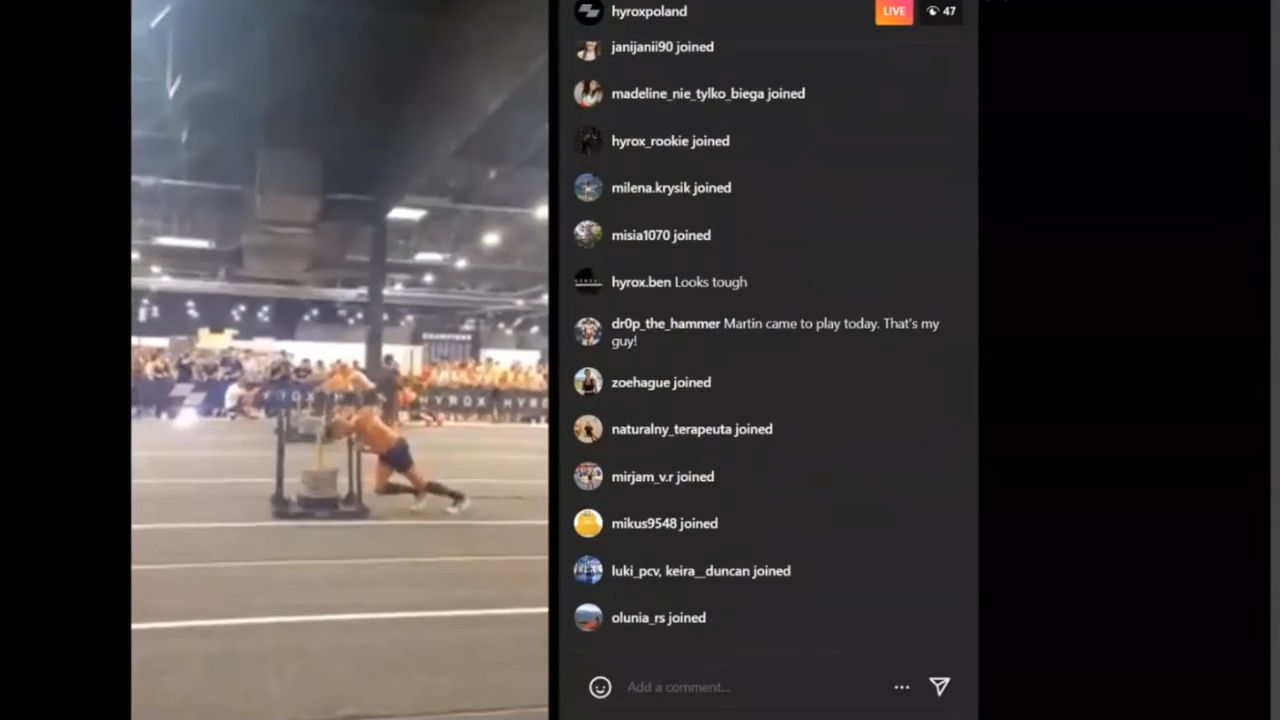 hyroxpoland
LIVE
47
janijanii90 joined
madeline_nie_tylko_biega joined
hyrox_rookie joined
milena.krysik joined
misia1070 joined
hyrox.ben Looks tough
dr0p_the_hammer Martin came to play today. That's my
guy!
zoehague joined
naturalny_terapeuta joined
mirjam_v.r joined
mikus9548 joined
luki_pcv, keira__duncan joined
olunia_rs joined
Add a comment...
HYROX